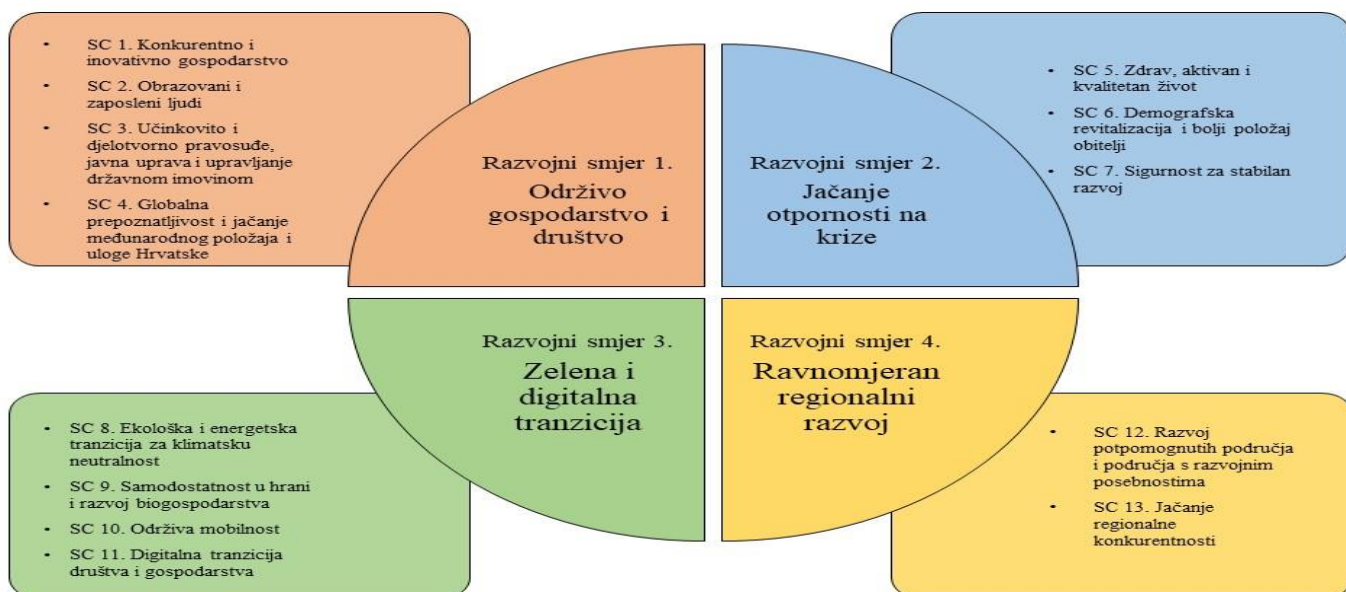 • SC 1. Konkurentno i
inovativno gospodarstvo
• SC 2. Obrazovani i
zaposleni ljudi
• SC 3. Učinkovito i
djelotvorno pravosuđe,
javna uprava i upravljanje
državnom imovinom
• SC 4. Globalna
prepoznatljivost i jačanje
međunarodnog položaja i
uloge Hrvatske
Razvojni smjer 1.
Održivo
gospodarstvo i
društvo
Razvojni smjer 2.
Jačanje
otpornosti na
krize
• SC 5. Zdrav, aktivan i
kvalitetan život
• SC 6. Demografska
revitalizacija i bolji položaj
obitelji
• SC 7. Sigurnost za stabilan
razvoj
• SC 8. Ekološka i energetska
tranzicija za klimatsku
neutralnost
• SC 9. Samodostatnost u hrani
i razvoj biogospodarstva
• SC 10. Održiva mobilnost
• SC 11. Digitalna tranzicija
društva i gospodarstva
Razvojni smjer 3.
Zelena i
digitalna
tranzicija
Razvojni smjer 4.
Ravnomjeran
regionalni
razvoj
• SC 12. Razvoj
potpomognutih područja
i područja s razvojnim
posebnostima
• SC 13. Jačanje
regionalne
konkurentnosti